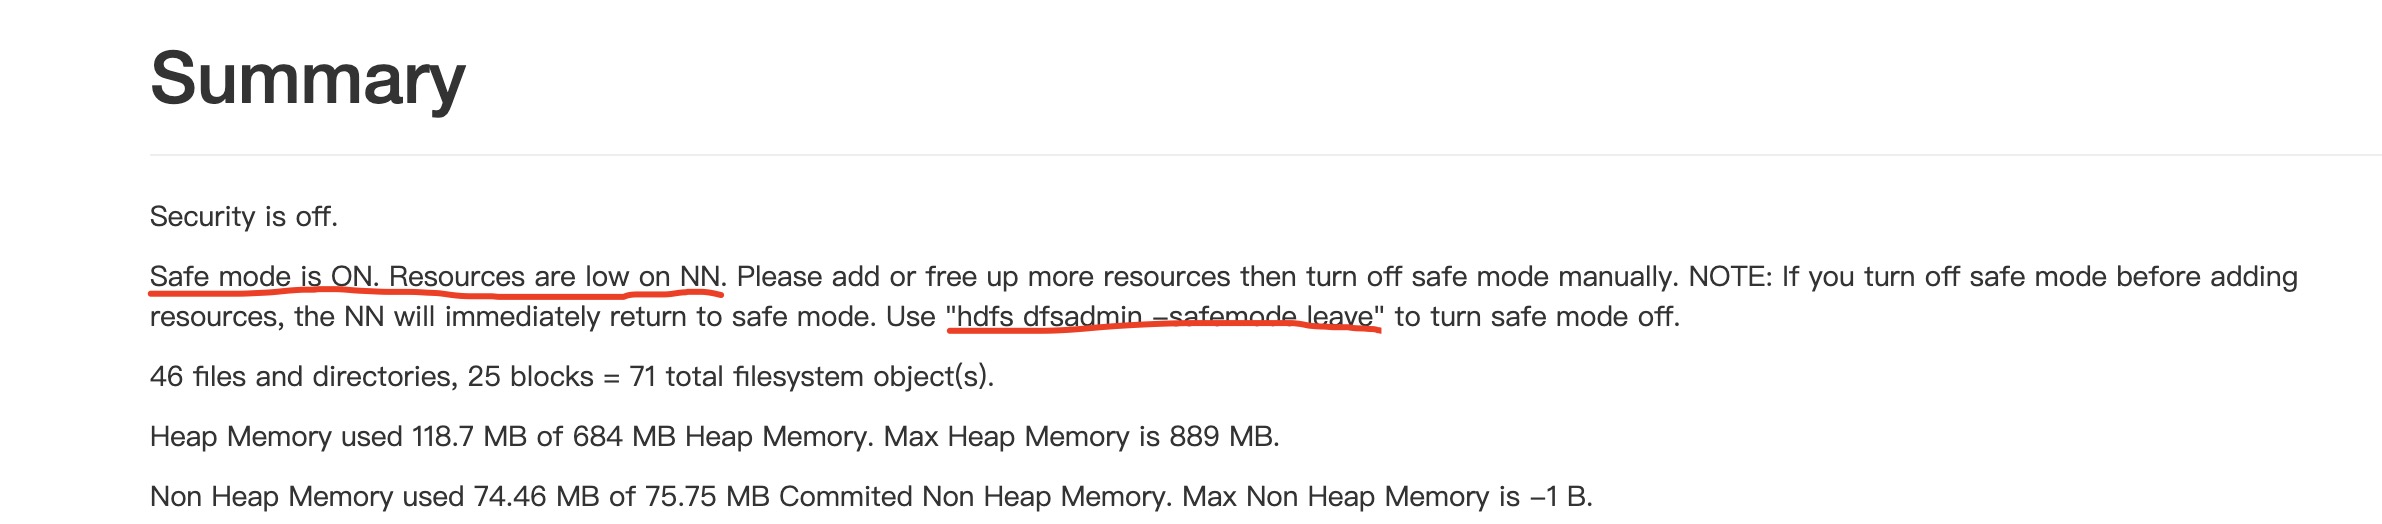 Summary
Security is off.
Safe mode is ON. Resources are low on NN. Please add or free up more resources then turn off safe mode manually. NOTE: If you turn off safe mode before adding
resources, the NN will immediately return to safe mode. Use "hdfs dfsadmin -safemode leave" to turn safe mode off.
46 files and directories, 25 blocks = 71 total filesystem object(s).
Heap Memory used 118.7 MB of 684 MB Heap Memory. Max Heap Memory is 889 MB.
Non Heap Memory used 74.46 MB of 75.75 MB Commited Non Heap Memory. Max Non Heap Memory is -1 B.